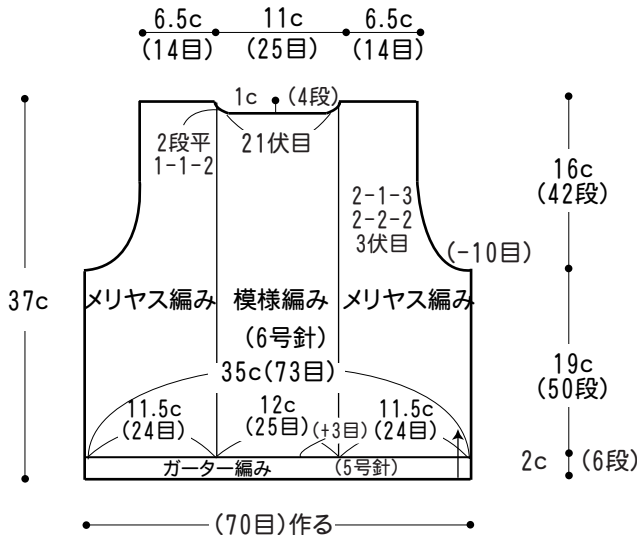 6.5c 11c 6.5c
(14目) (25目) (14目)
1c (4段)
2段平 21伏目
1-1-2
16c
(42段)
2-1-3
2-2-2
3伏目
(-10目)
37c メリヤス編み 模様編み メリヤス編み
(6号針)
35c(73目)
19c
(50段)
11.5c 12c 11.5c
(24目) (25目) (+3目) (24目)
ガーター編み (5号針) 2c (6段)
(70目)作る